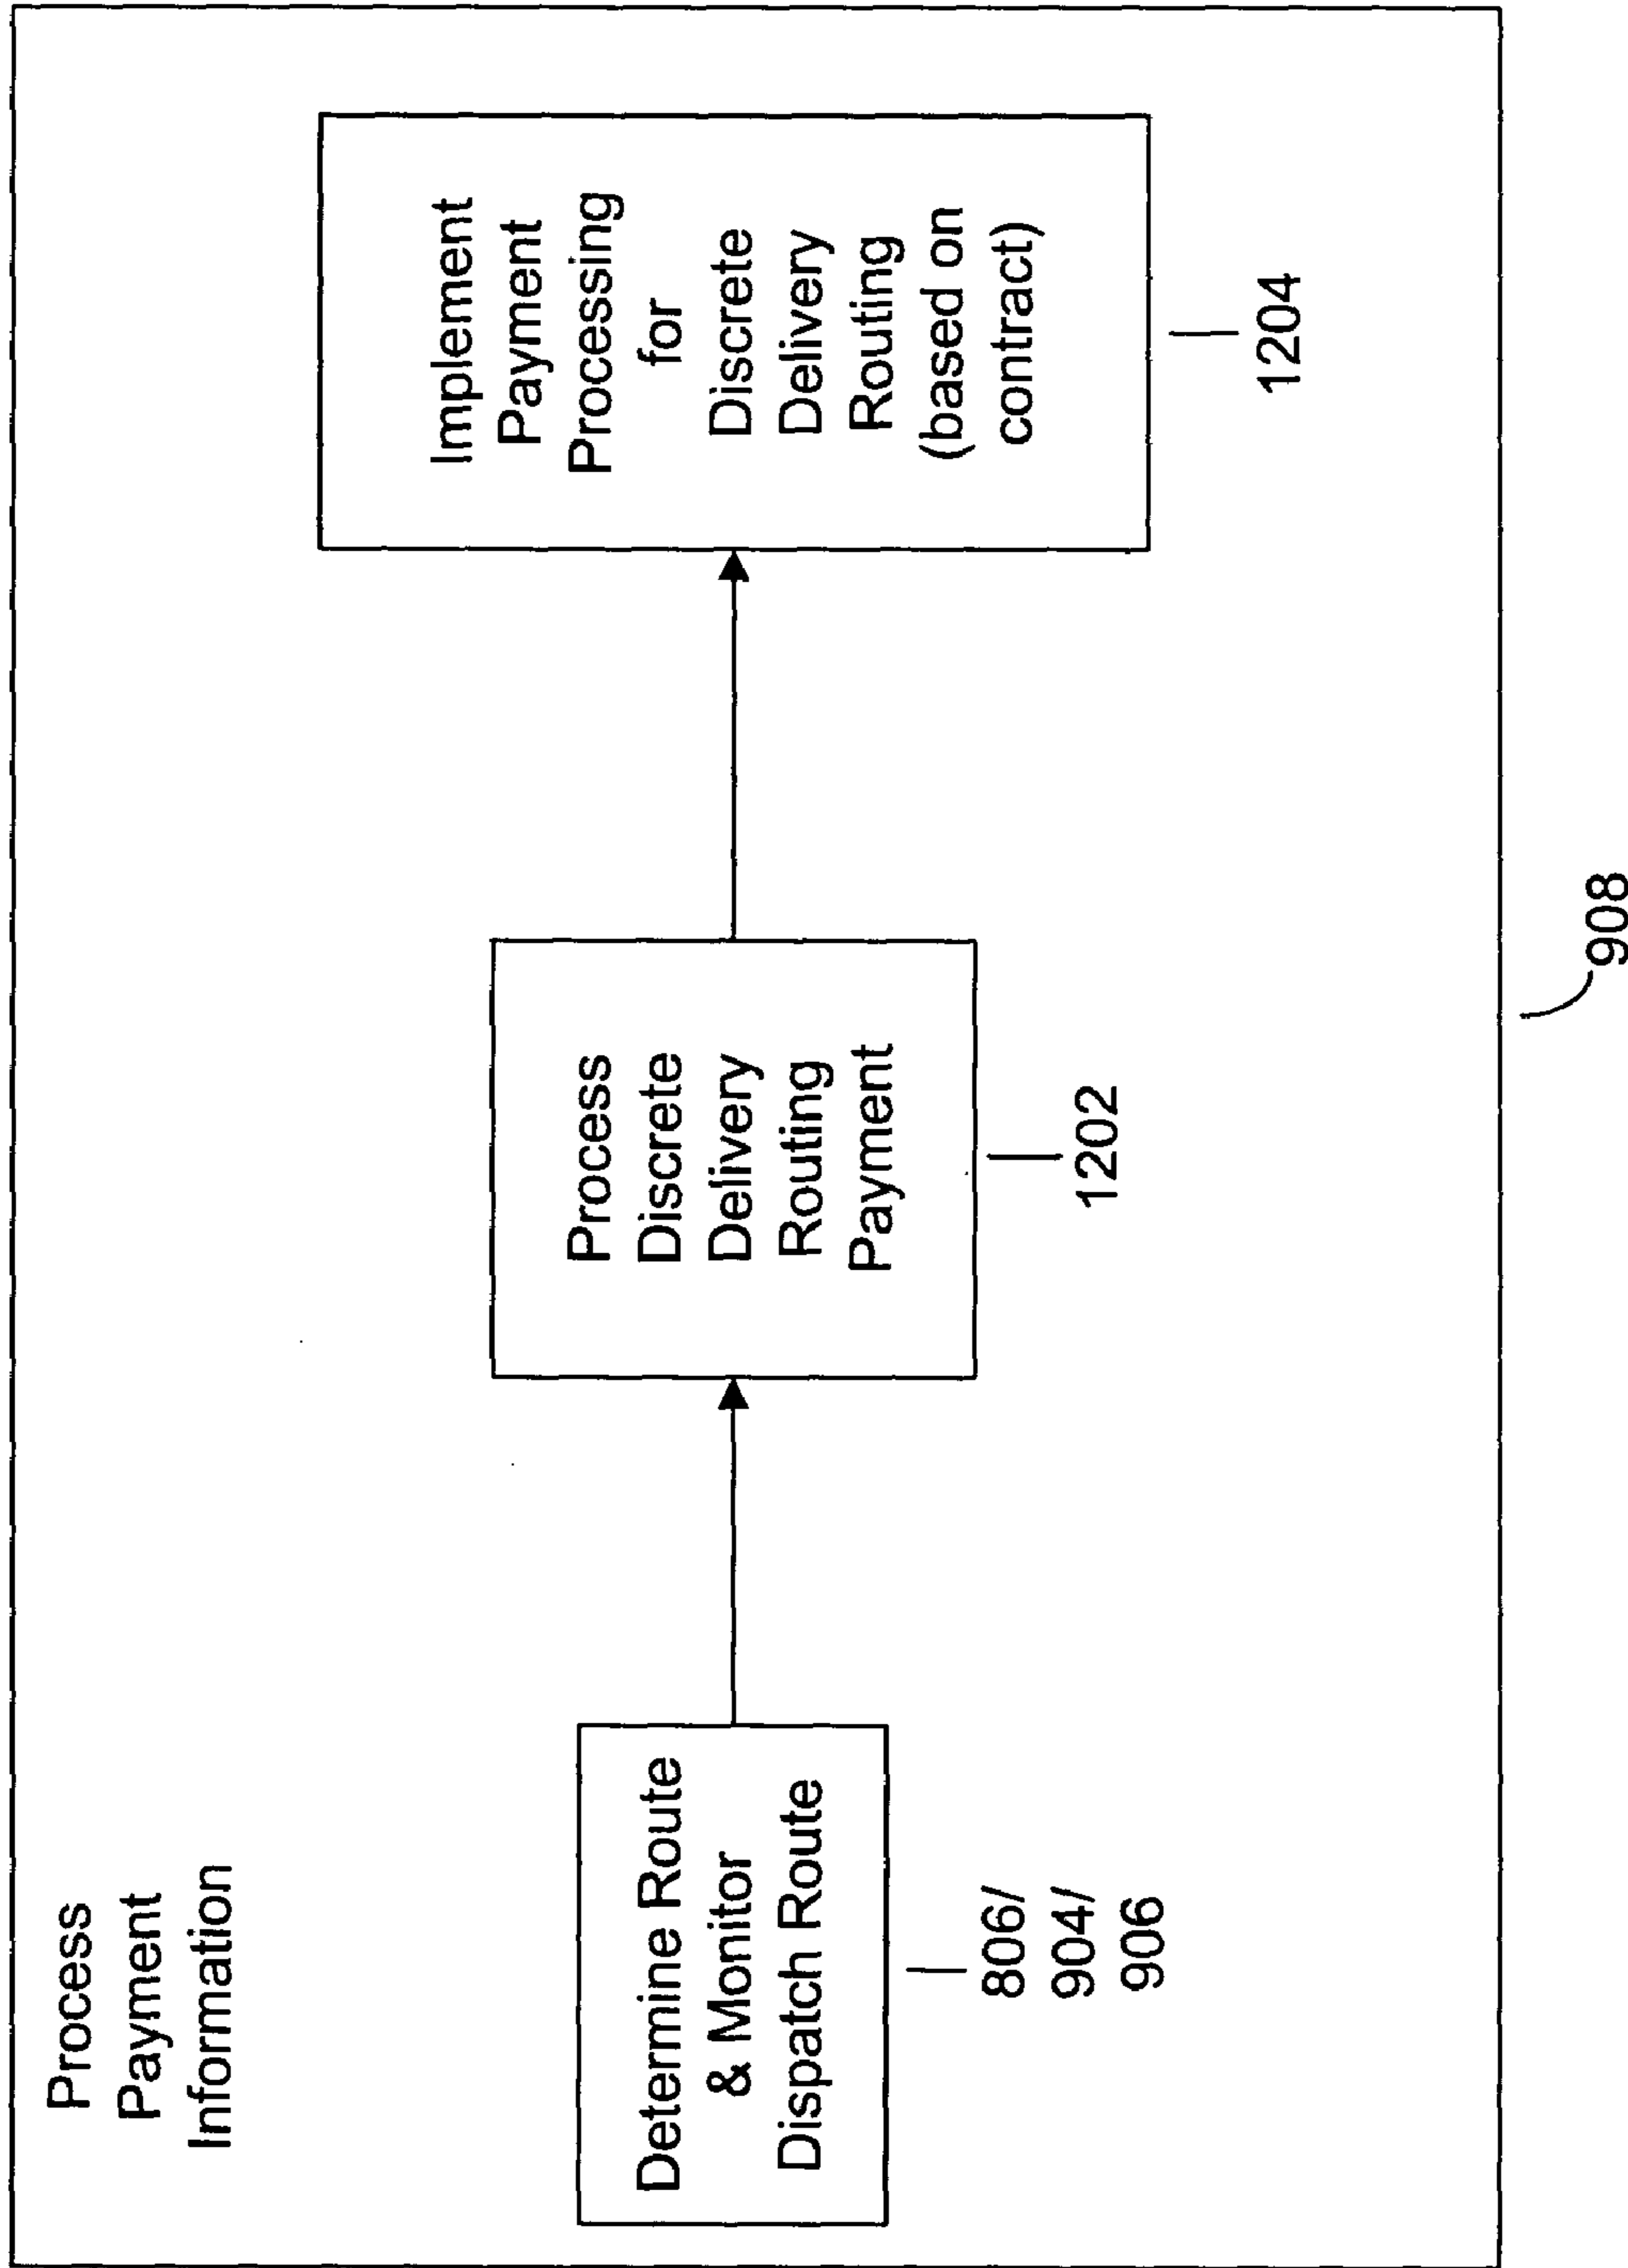 Process
Payment
Information
Determine Route
& Monitor
Dispatch Route
806/
904/
906
Process
Discrete
Delivery
Routing
Payment
1202
Implement
Payment
Processing
for
Discrete
Delivery
Routing
(based on
contract)
1204
908